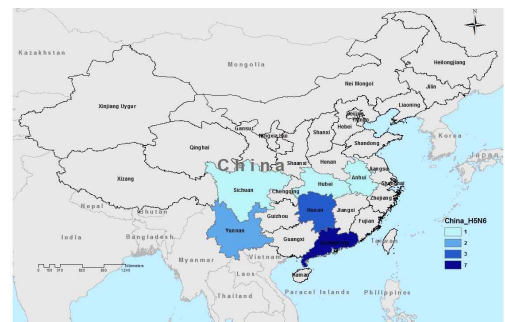 N
Kazakhstan
Mongolia
Heilongjiang
Jilin
Nei Mongol
Liaoning
Xinjiang Uygur
Gansu
Hebei
Korea
Japan
Shanxi
Shandong
Qinghai
Shaanxi
Henan
Jiangsu
China
Xizang
Sichuan
Chongqing
Hubei
Anhui
Shanghai
Zhejiang
Nepal
Bhutan
Hunan
Jiangxi
Guizhou
Fujian
Yunnan
Guangxi
Taiwan
India
Bangladesh
Myanmar
Vietnam
Laos
Hainan
Thailand
Paracel Islands
Philippines
China_H5N6
1
2
3
7
Kilometers